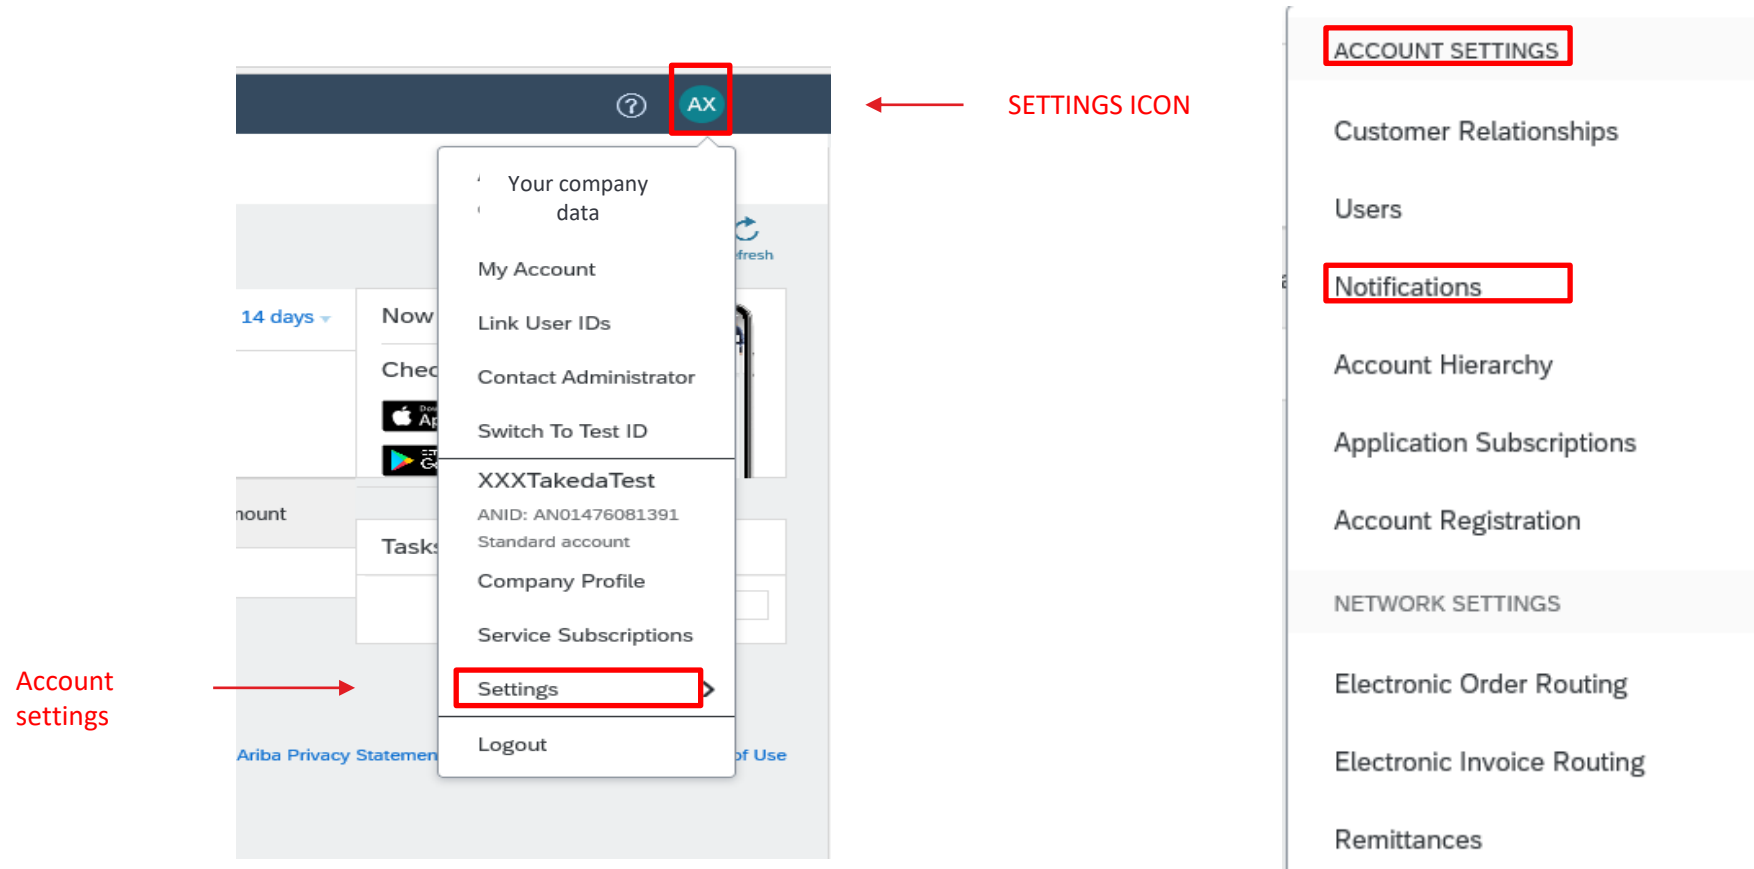 AX
SETTINGS ICON
Your company
data
My Account
14 days
Now
Link User IDs
Chec
Contact Administrator
Switch To Test ID
XXXTakedaTest
ANID: AN01476081391
Standard account
Tasks
Company Profile
Service Subscriptions
Account
settings
Settings
Logout
Ariba Privacy Statemen
of Use
ACCOUNT SETTINGS
Customer Relationships
Users
Notifications
Account Hierarchy
Application Subscriptions
Account Registration
NETWORK SETTINGS
Electronic Order Routing
Electronic Invoice Routing
Remittances